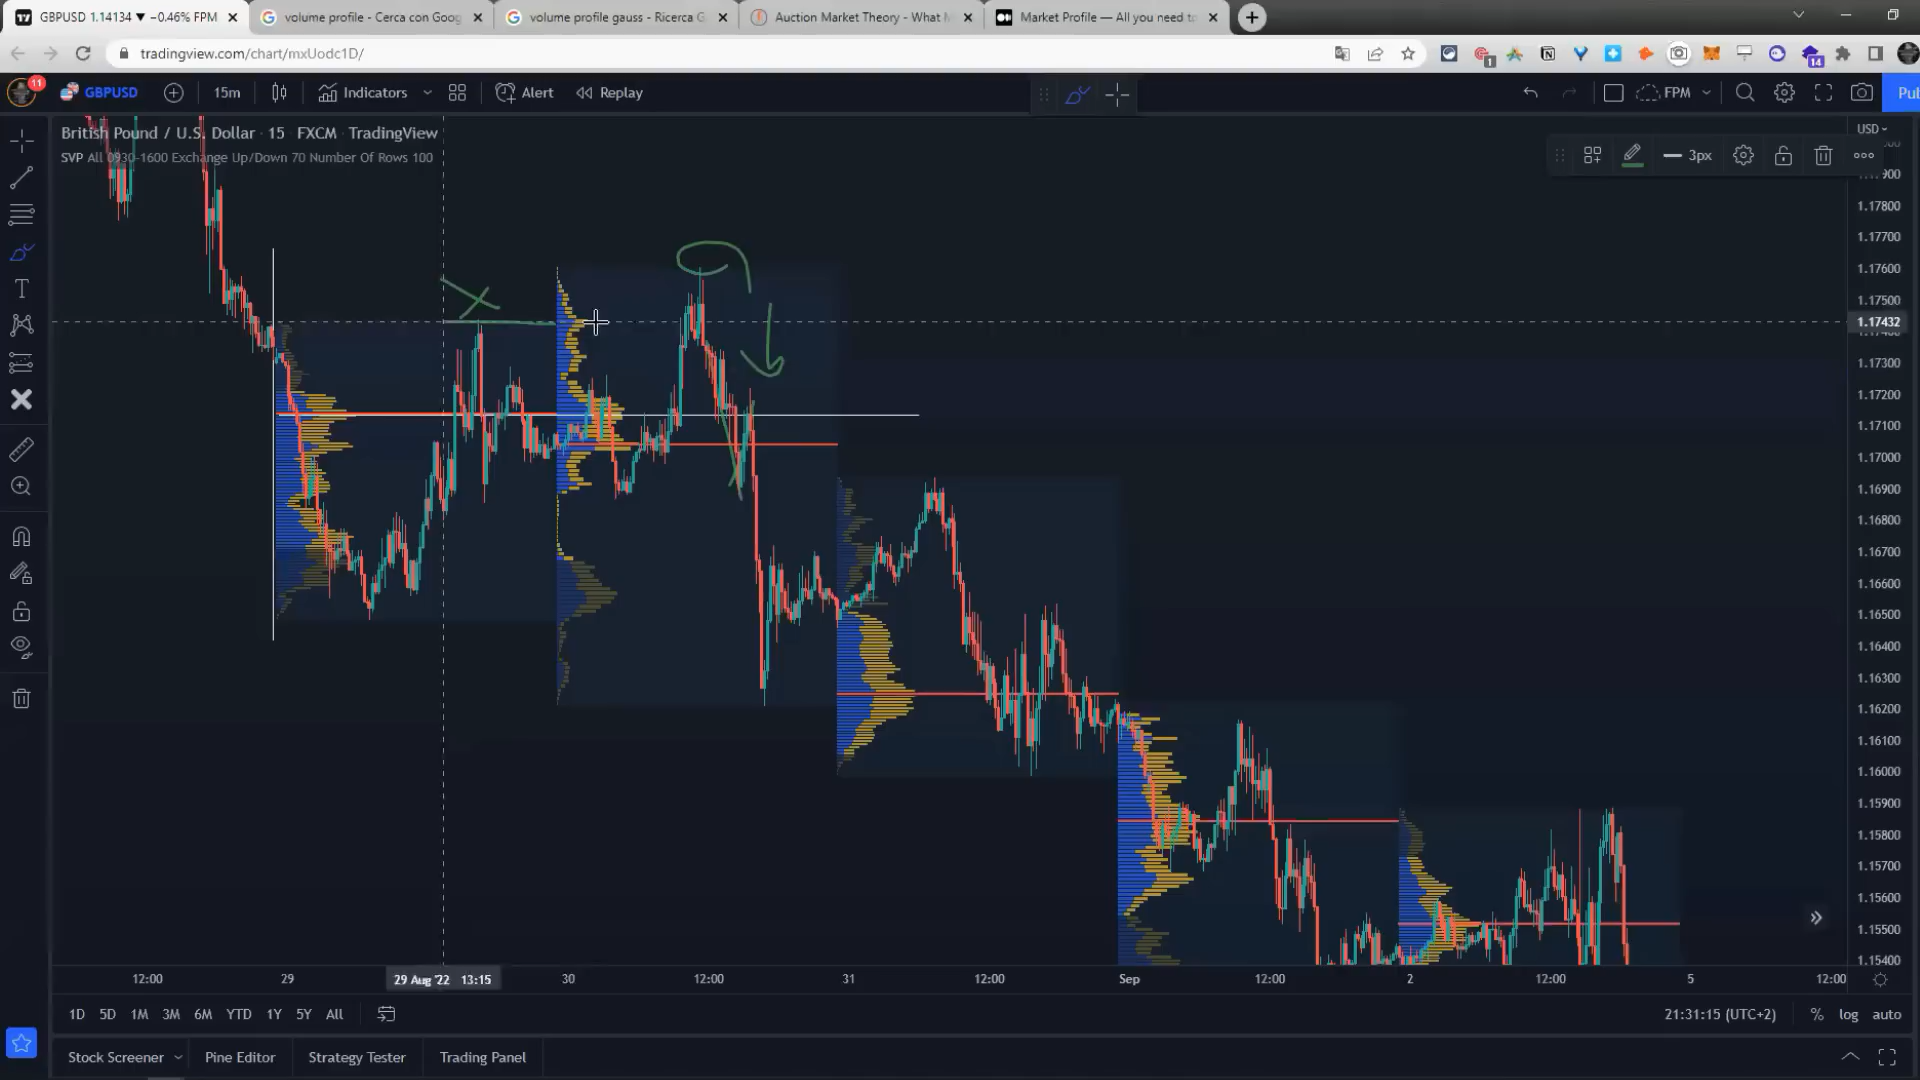 GBPUSD 1.14134 ▼ −0.46% FPM
volume profile - Cerca con Goog
volume profile gauss - Ricerca G
Auction Market Theory - What M
Market Profile — All you need to
tradingview.com/chart/mxUodc1D/
1
14
11
GBPUSD
15m
Indicators
Alert
Replay
FPM
Pu
British Pound / U.S. Dollar · 15 · FXCM · TradingView
USD
SVP All 0930-1600 Exchange Up/Down 70 Number Of Rows 100
3px
1.17800
1.17700
1.17600
1.17500
1.17432
1.17300
1.17200
1.17100
1.17000
1.16900
1.16800
1.16700
1.16600
1.16500
1.16400
1.16300
1.16200
1.16100
1.16000
1.15900
1.15800
1.15700
1.15600
1.15500
1.15400
12:00
29
29 Aug '22 13:15
30
12:00
31
12:00
Sep
12:00
2
12:00
5
12:00
1D
5D
1M
3M
6M
YTD
1Y
5Y
All
21:31:15 (UTC+2)
%
log
auto
Stock Screener
Pine Editor
Strategy Tester
Trading Panel